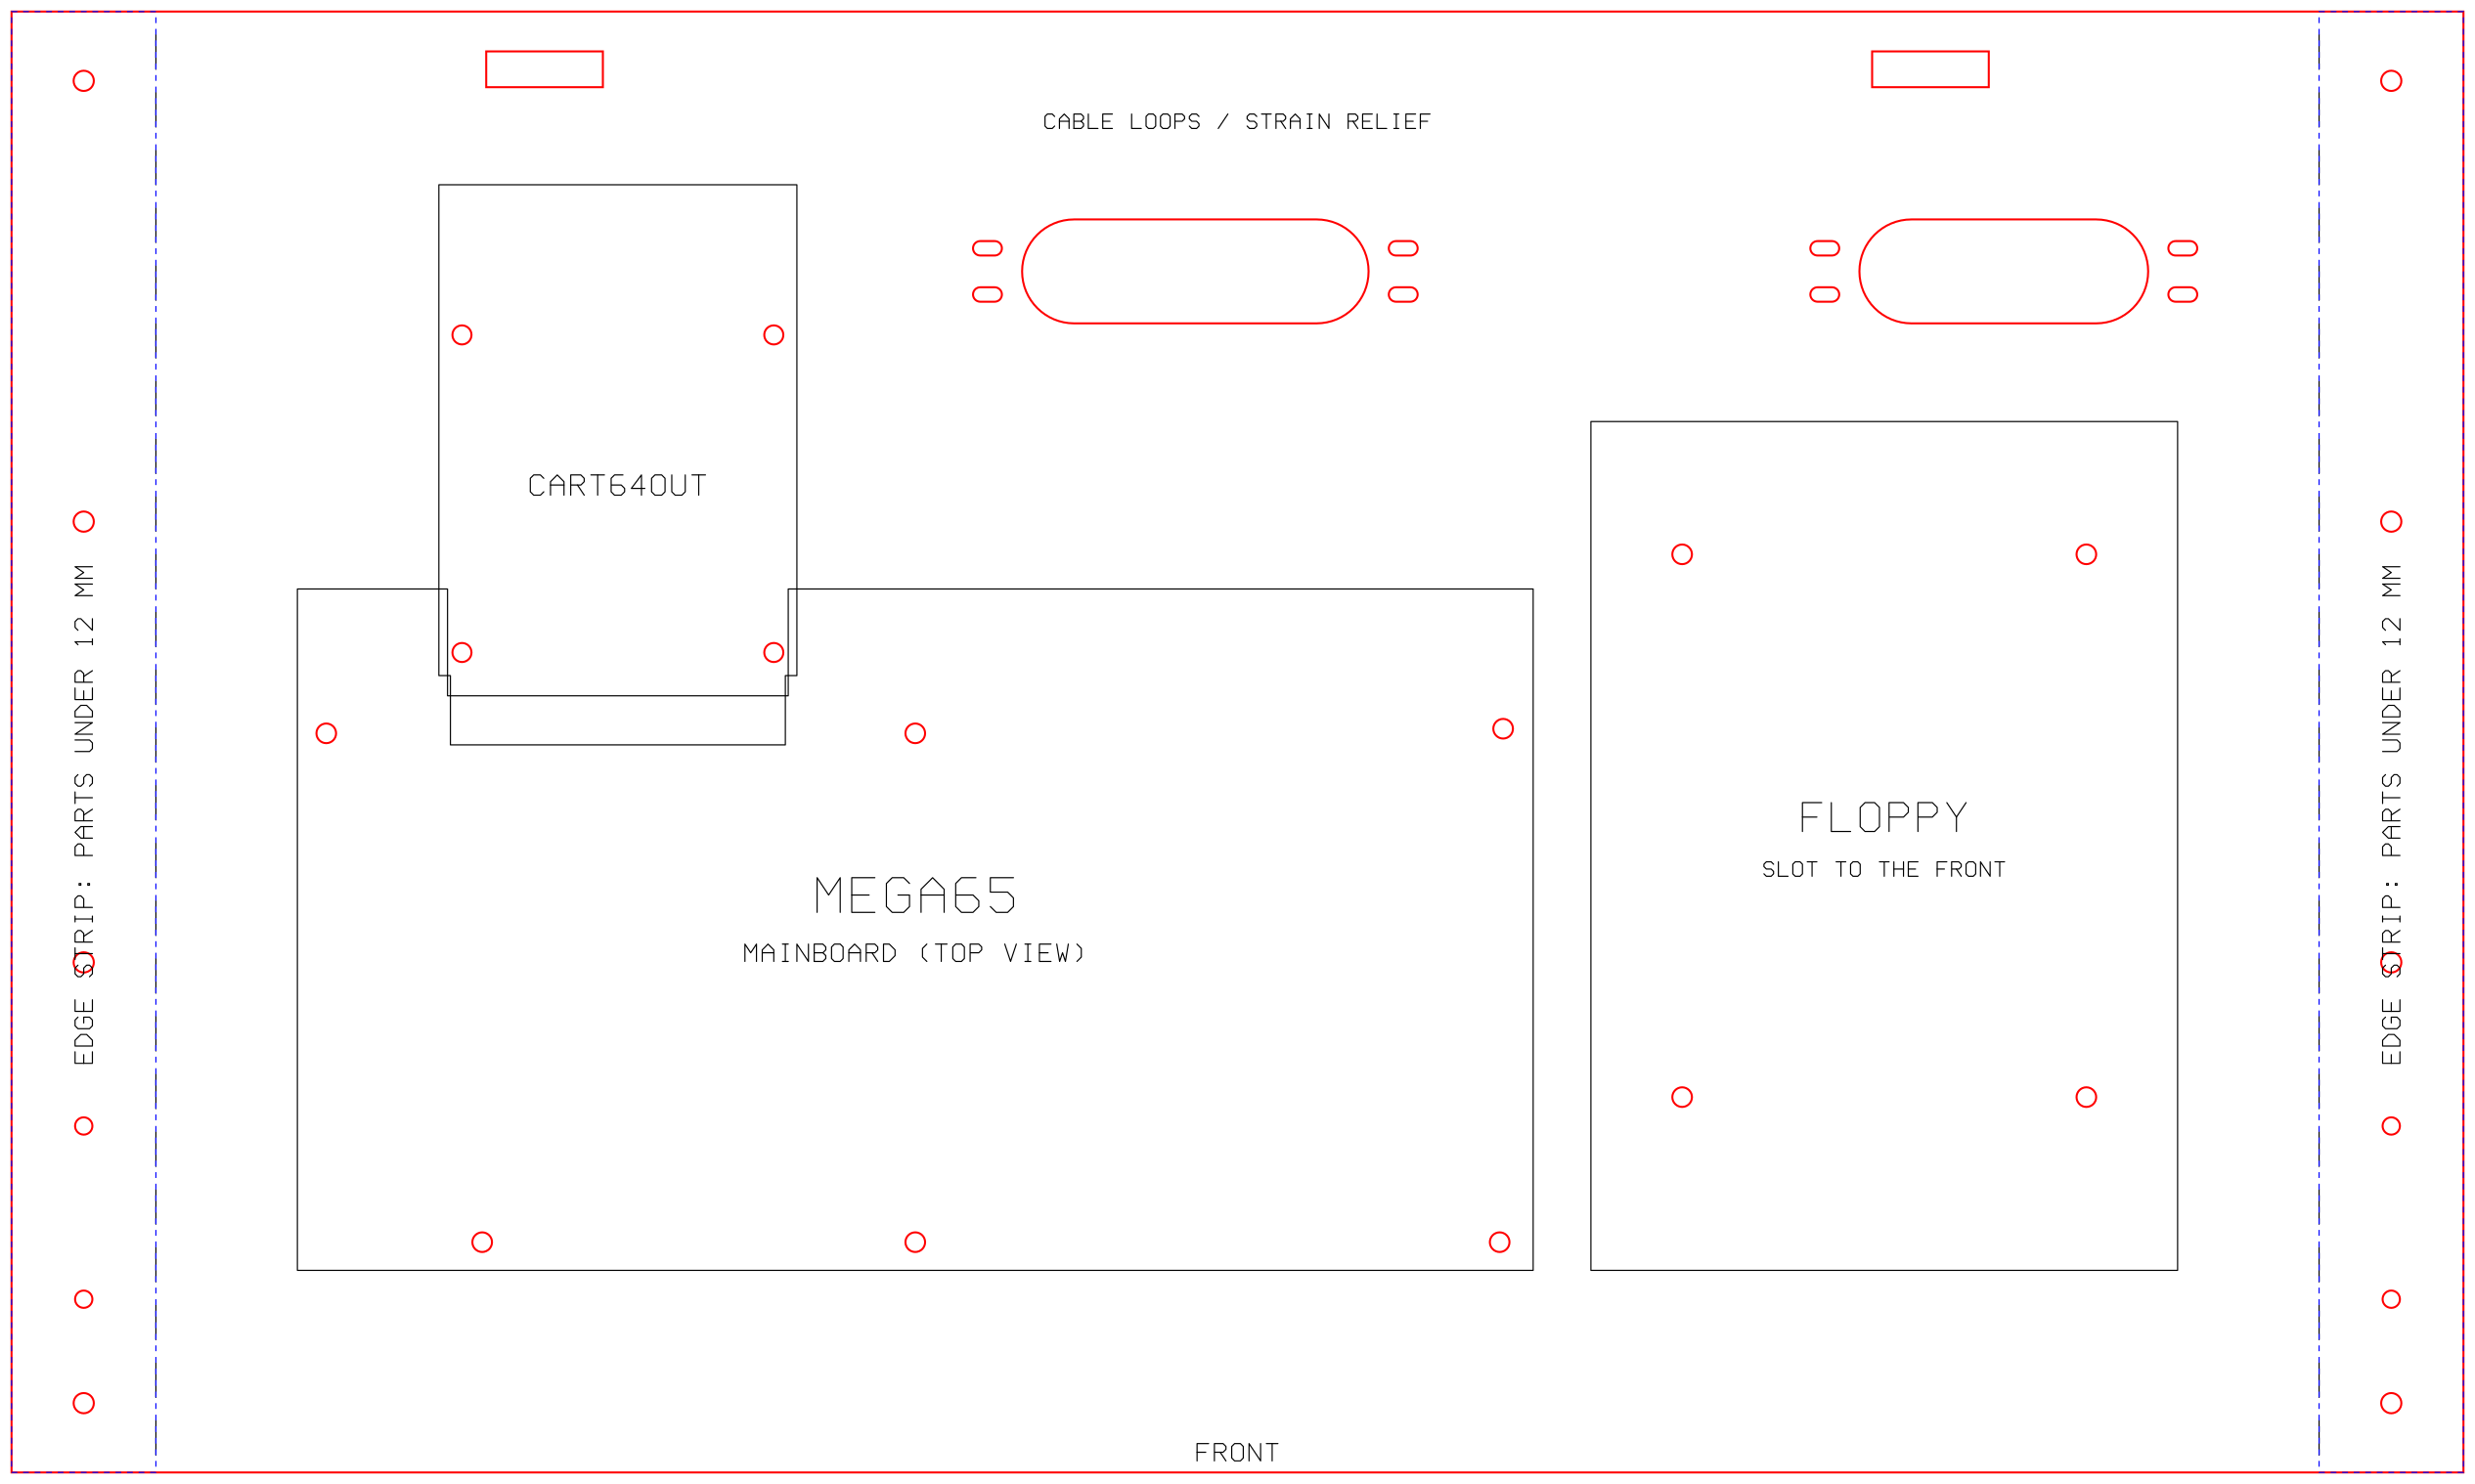 CABLE LOOPS / STRAIN RELIEF
CART64OUT
EDGE STRIP: PARTS UNDER 12 MM
MEGA65
MAINBOARD (TOP VIEW)
FLOPPY
SLOT TO THE FRONT
EDGE STRIP: PARTS UNDER 12 MM
FRONT